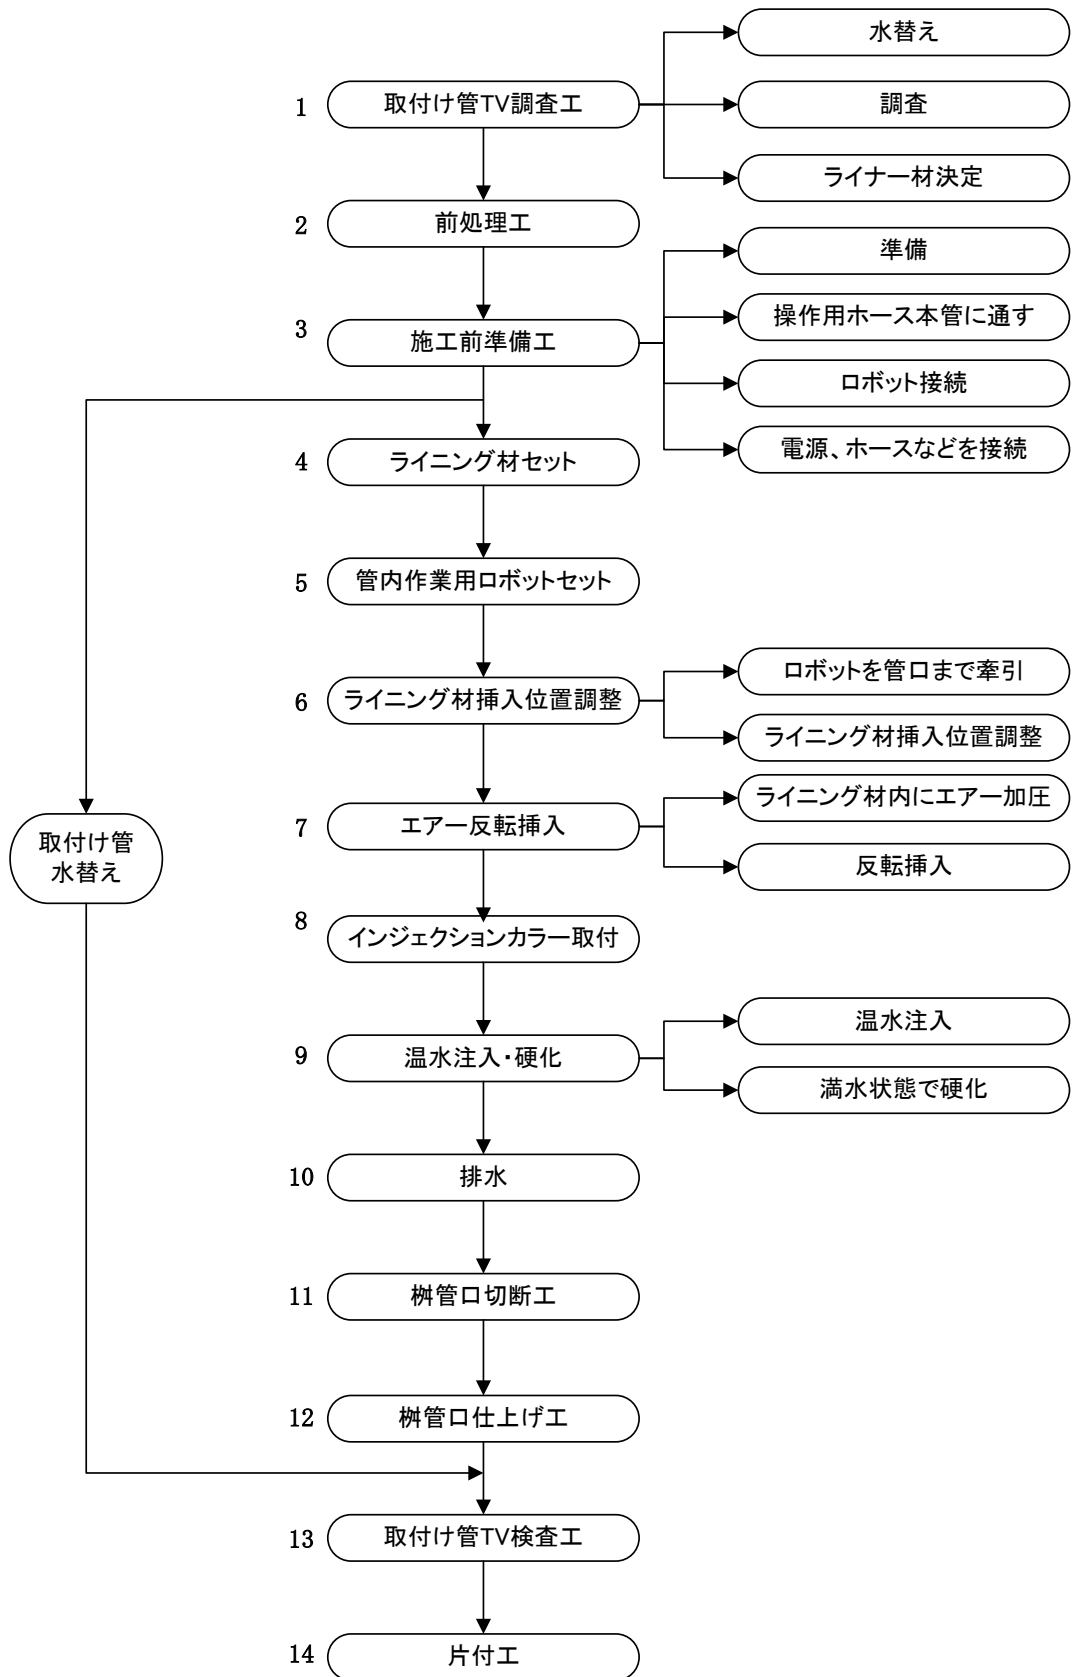 水替え
1
取付け管TV調査工
調査
ライナー材決定
2
前処理工
準備
操作用ホース本管に通す
3
施工前準備工
ロボット接続
電源、ホースなどを接続
4
ライニング材セット
5
管内作業用ロボットセット
ロボットを管口まで牽引
6
ライニング材挿入位置調整
ライニング材挿入位置調整
ライニング材内にエアー加圧
7
エアー反転挿入
反転挿入
取付け管
水替え
8
インジェクションカラー取付
温水注入
9
温水注入・硬化
満水状態で硬化
10
排水
11
桝管口切断工
12
桝管口仕上げ工
13
取付け管TV検査工
14
片付工